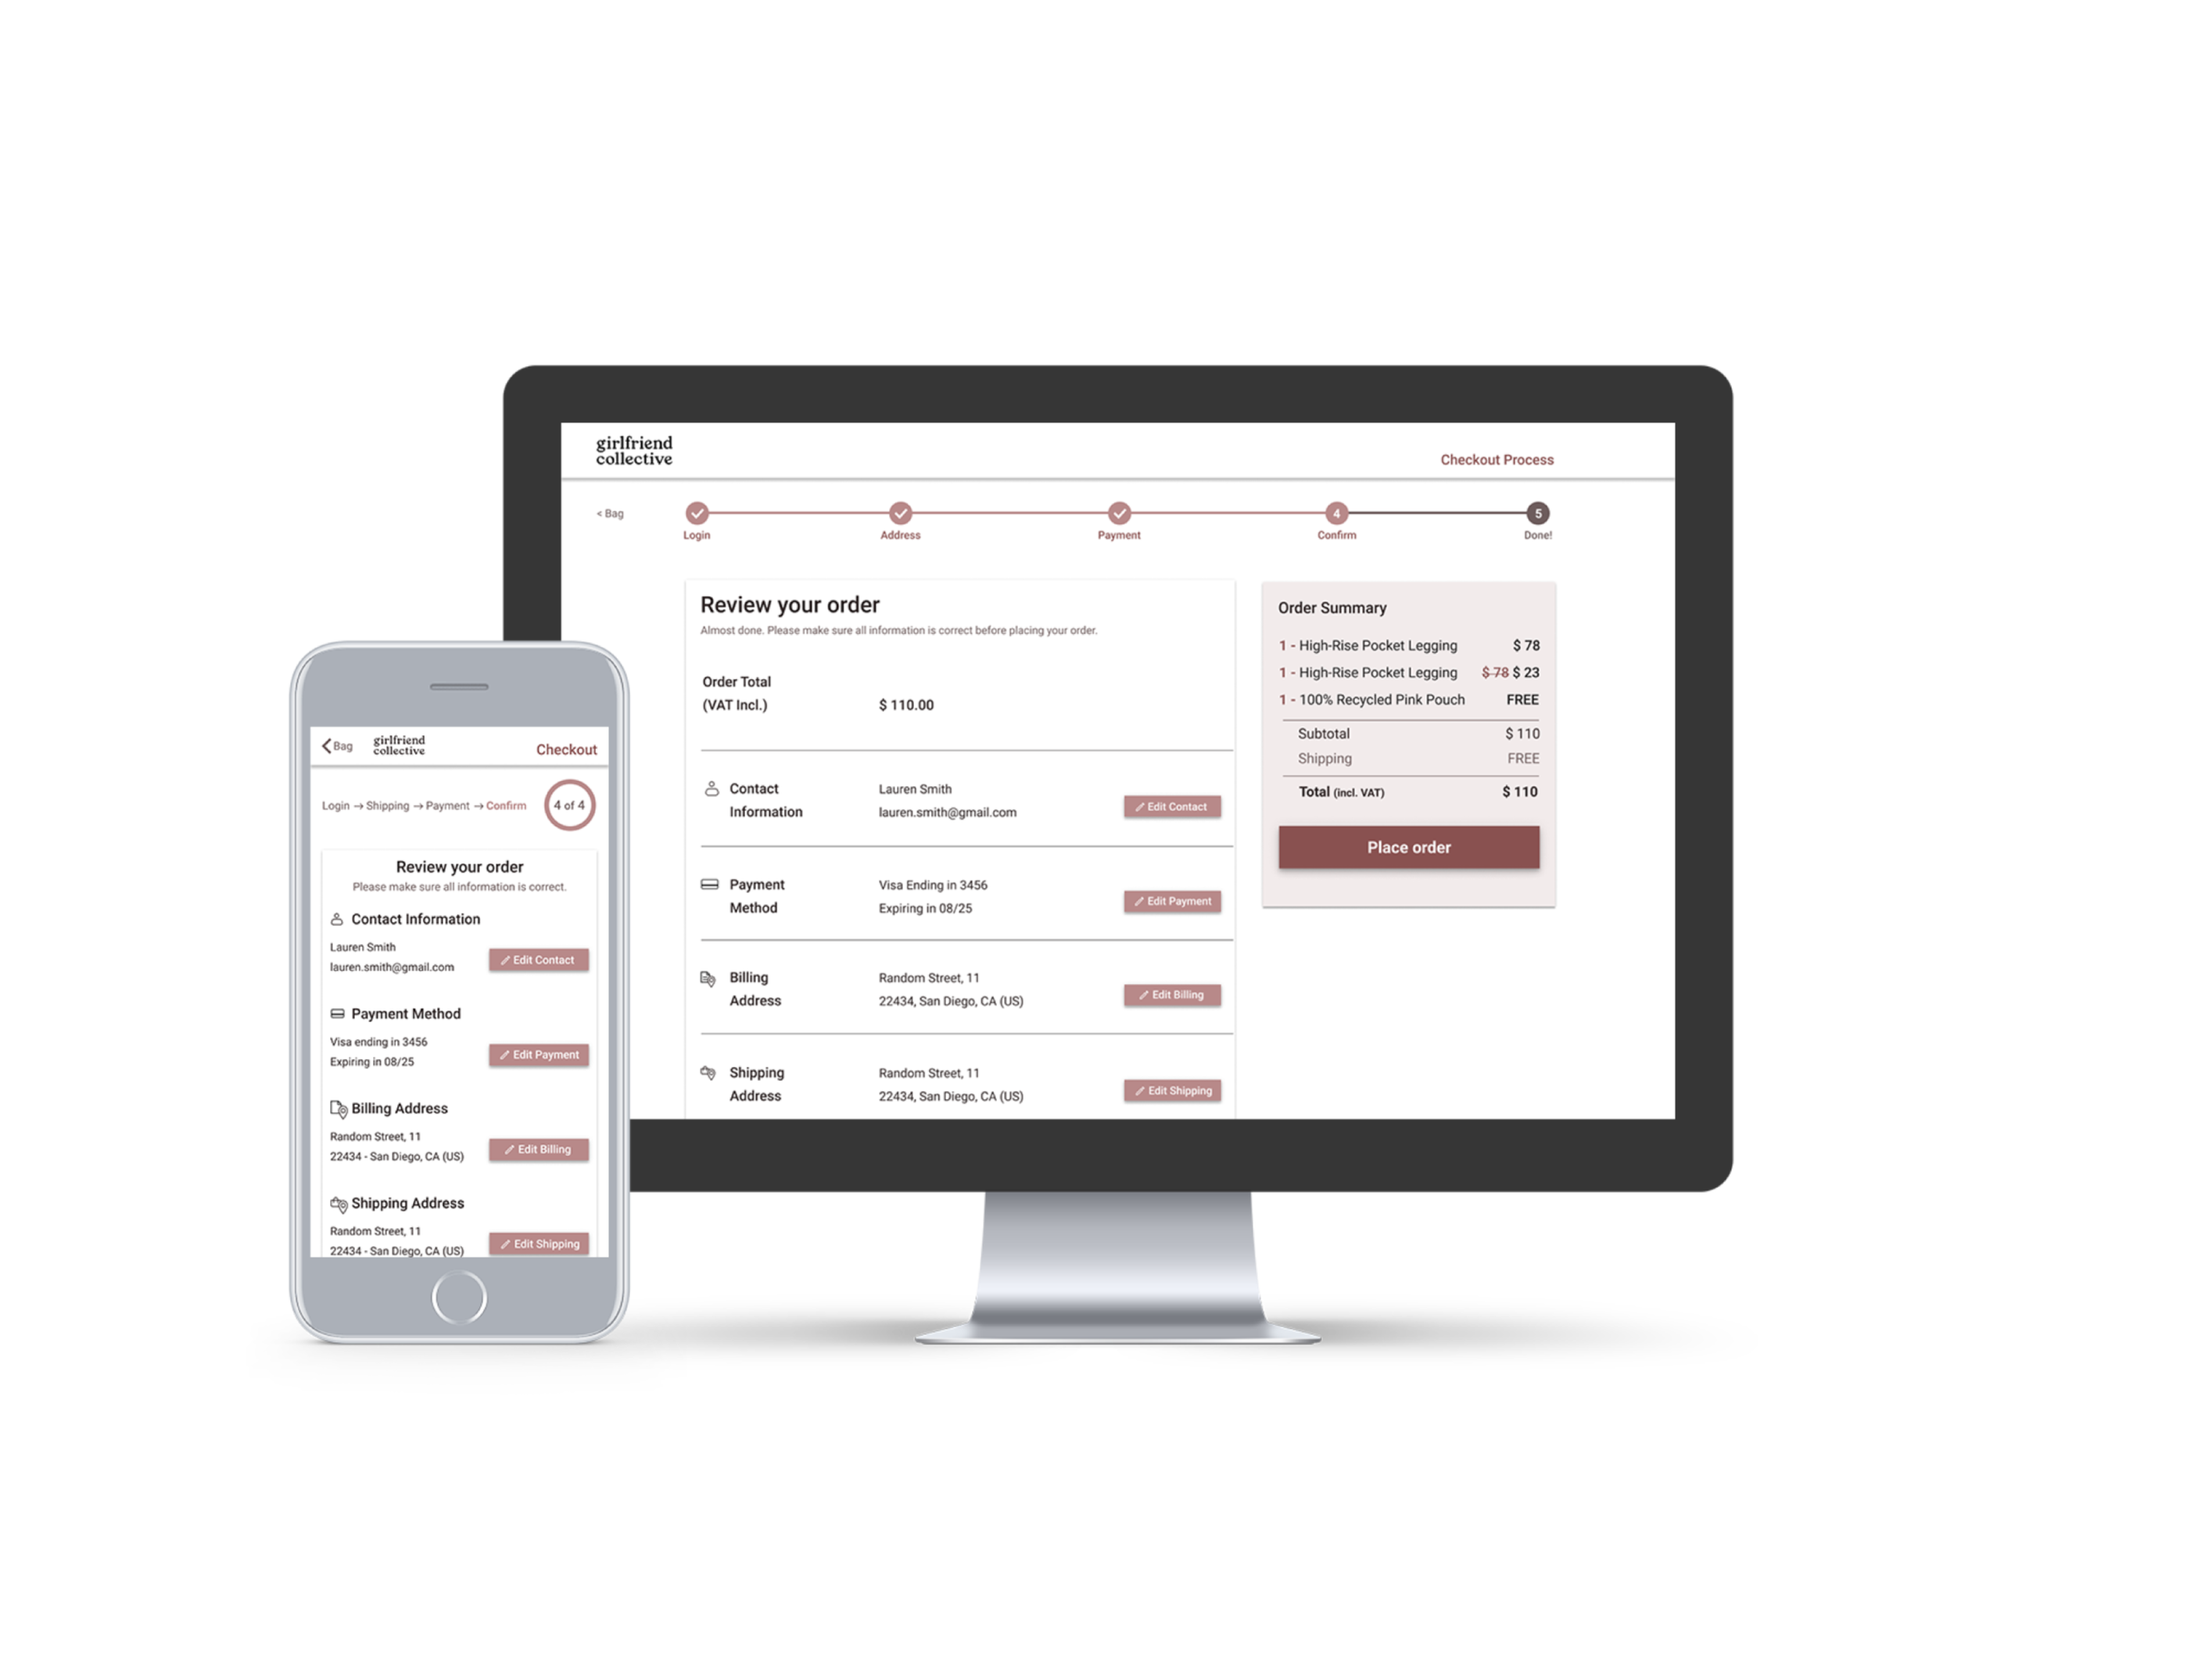 girlfriend
collective
Checkout Process
< Bag
4
5
Login
Address
Payment
Confirm
Done!
Review your order
Almost done. Please make sure all information is correct before placing your order.
Order Total
(VAT Incl.)
$ 110.00
Contact
Information
Lauren Smith
lauren.smith@gmail.com
Edit Contact
Payment
Method
Visa Ending in 3456
Expiring in 08/25
Edit Payment
Billing
Address
Random Street, 11
22434, San Diego, CA (US)
Edit Billing
Shipping
Address
Random Street, 11
22434, San Diego, CA (US)
Edit Shipping
Order Summary
1 - High-Rise Pocket Legging $ 78
1 - High-Rise Pocket Legging $ 78 $ 23
1 - 100% Recycled Pink Pouch FREE
Subtotal $ 110
Shipping FREE
Total (incl. VAT) $ 110
Place order
Bag
girlfriend
collective
Checkout
Login → Shipping → Payment → Confirm
4 of 4
Review your order
Please make sure all information is correct.
Contact Information
Lauren Smith
lauren.smith@gmail.com
Edit Contact
Payment Method
Visa ending in 3456
Expiring in 08/25
Edit Payment
Billing Address
Random Street, 11
22434 - San Diego, CA (US)
Edit Billing
Shipping Address
Random Street, 11
22434 - San Diego, CA (US)
Edit Shipping